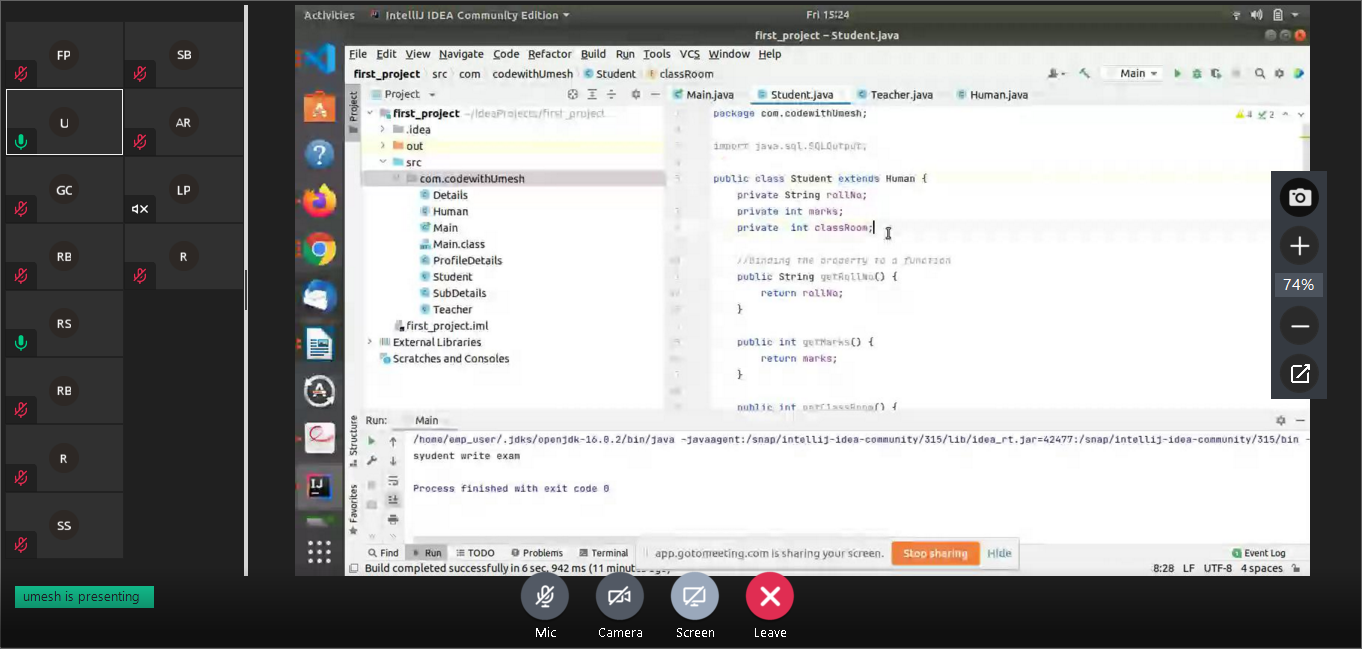 FP
SB
U
AR
GC
LP
RB
R
RS
RB
R
SS
umesh is presenting
Activities
IntelliJ IDEA Community Edition
Fri 15:24
first_project – Student.java
File Edit View Navigate Code Refactor Build Run Tools VCS Window Help
first_project src com codewithUmesh Student classRoom
Main
Project
Project
Main.java
Student.java
Teacher.java
Human.java
first_project ~/IdeaProjects/first_project
.idea
out
src
com.codewithUmesh
Details
Human
Main
Main.class
ProfileDetails
Student
SubDetails
Teacher
first_project.iml
External Libraries
Scratches and Consoles
package com.codewithUmesh;
import java.sql.SQLOutput;
public class Student extends Human {
private String rollNo;
private int marks;
private  int classRoom;
//Binding the property to a function
public String getRollNo() {
return rollNo;
}
public int getMarks() {
return marks;
}
public int getClassRoom() {
4 2
Structure
Favorites
Run: Main
/home/emp_user/.jdks/openjdk-16.0.2/bin/java -javaagent:/snap/intellij-idea-community/315/lib/idea_rt.jar=42477:/snap/intellij-idea-community/315/bin -
syudent write exam
Process finished with exit code 0
Find Run TODO Problems Terminal
app.gotomeeting.com is sharing your screen. Stop sharing Hide
Event Log
Build completed successfully in 6 sec, 942 ms (11 minut
8:28 LF UTF-8 4 spaces
74%
Mic
Camera
Screen
Leave